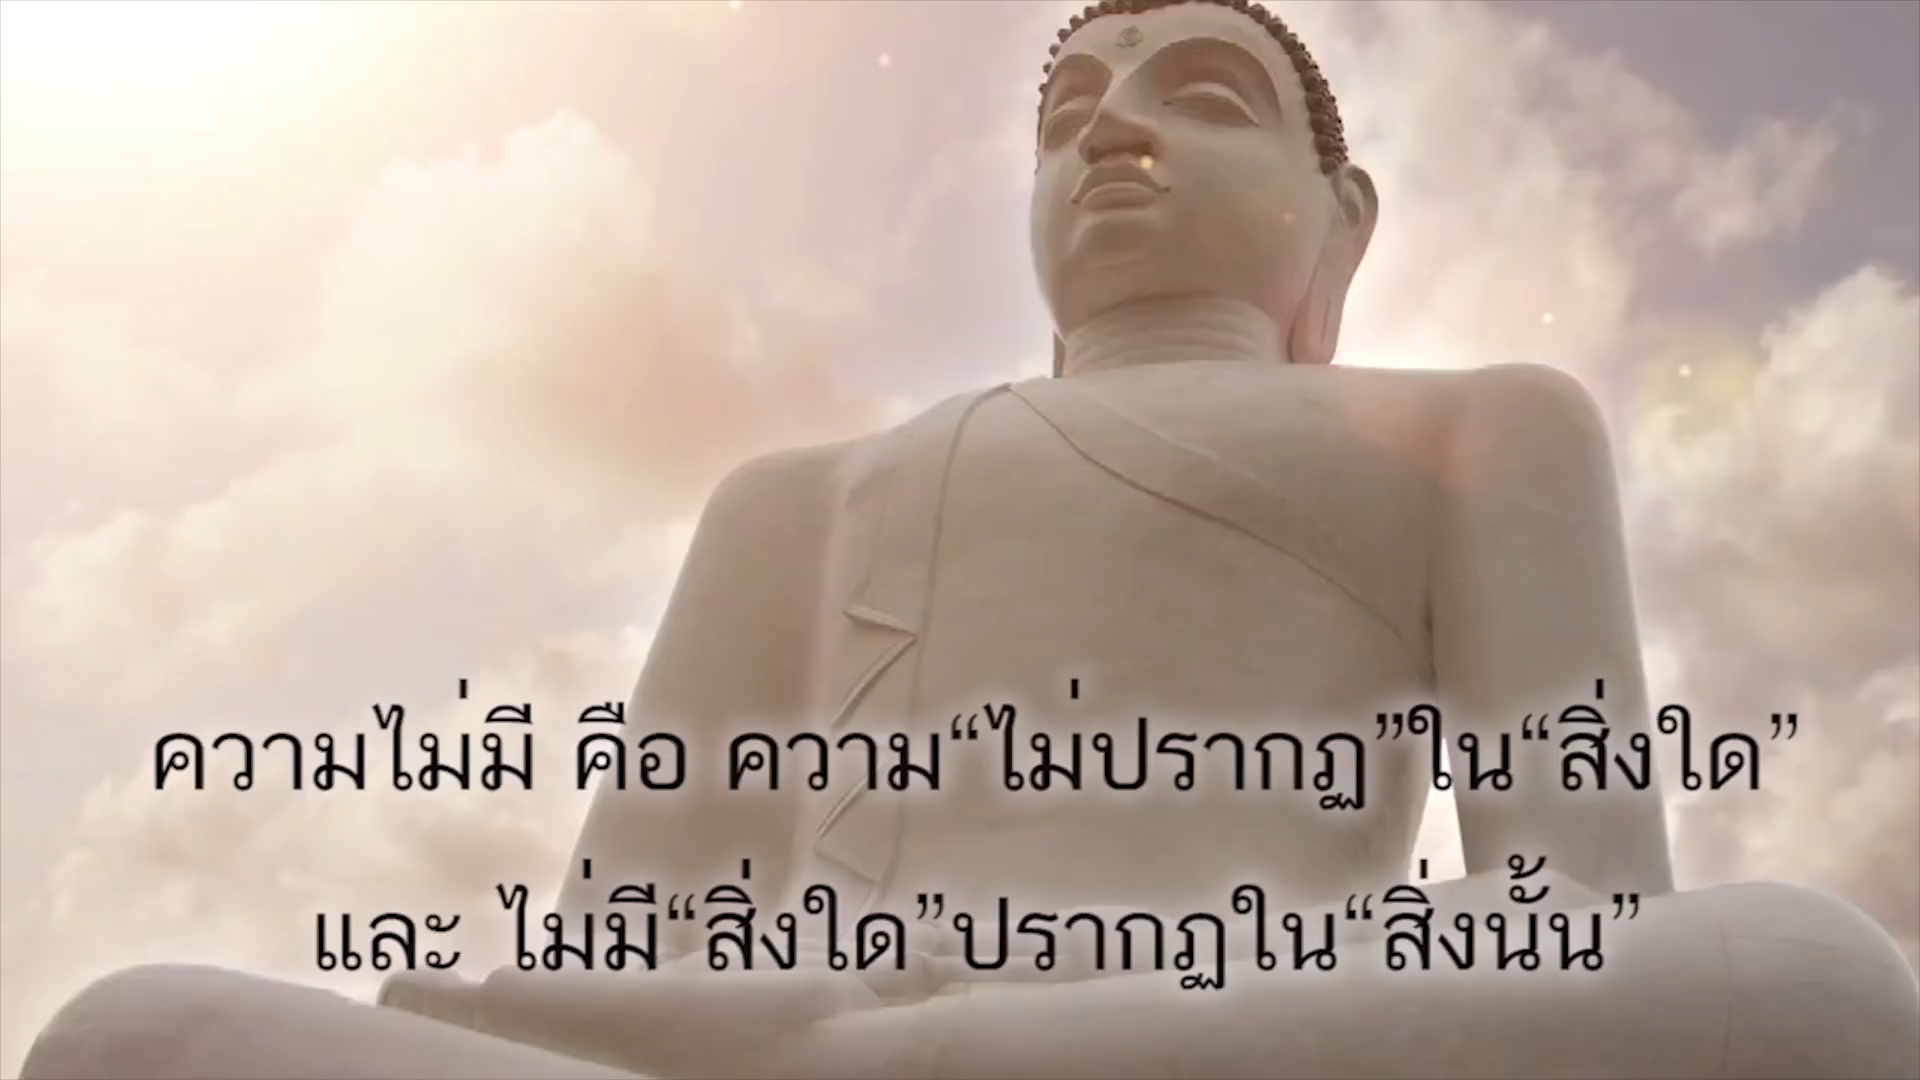 ความไม่มี คือ ความ“ไม่ปรากฏ”ใน“สิ่งใด”
และ ไม่มี“สิ่งใด”ปรากฏใน“สิ่งนั้น”